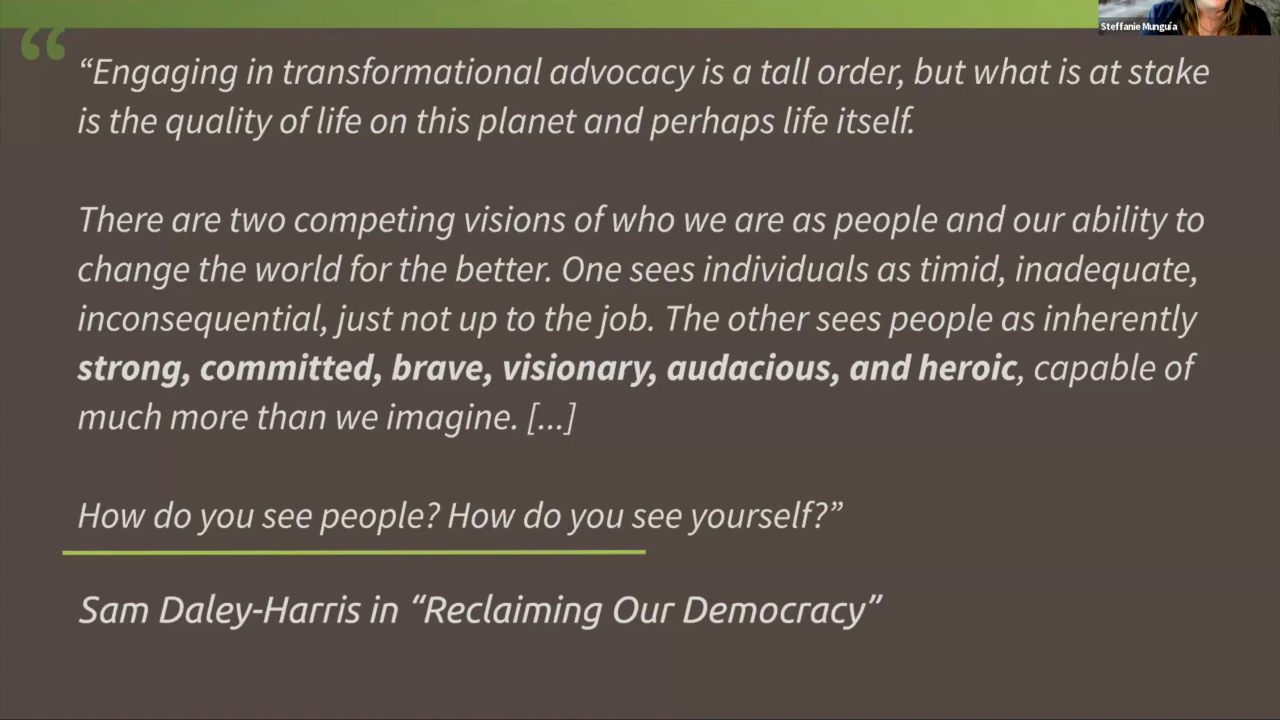 Steffanie Munguía
“Engaging in transformational advocacy is a tall order, but what is at stake
is the quality of life on this planet and perhaps life itself.
There are two competing visions of who we are as people and our ability to
change the world for the better. One sees individuals as timid, inadequate,
inconsequential, just not up to the job. The other sees people as inherently
strong, committed, brave, visionary, audacious, and heroic, capable of
much more than we imagine. [...]
How do you see people? How do you see yourself?”
Sam Daley-Harris in “Reclaiming Our Democracy”